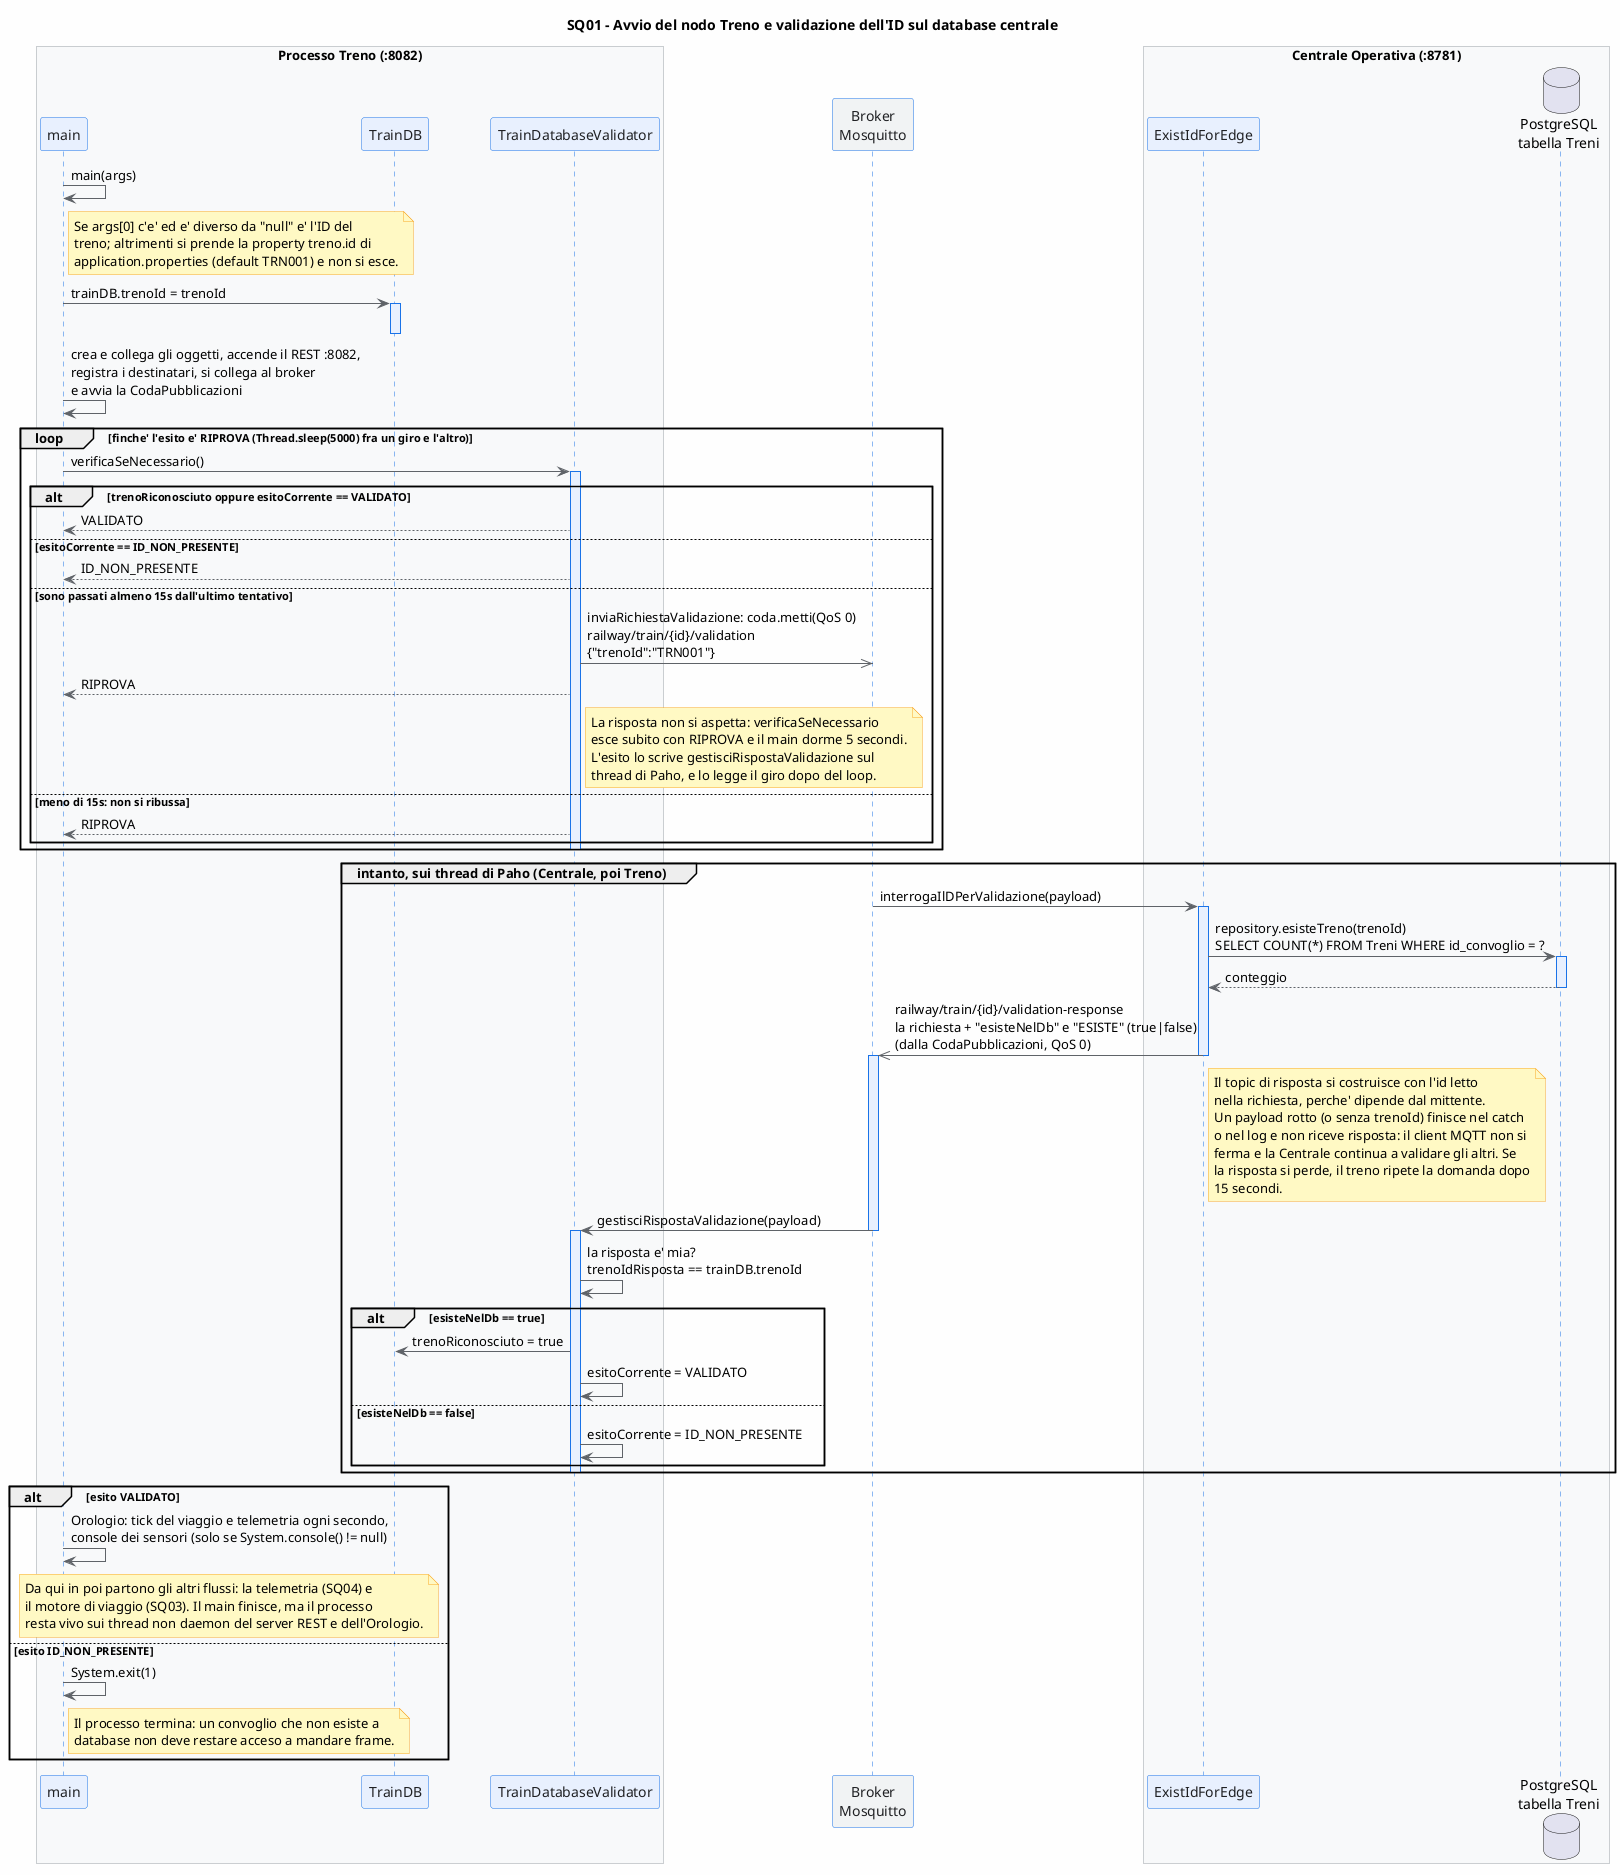 SQ01 - Avvio del nodo Treno e validazione dell'ID sul database centrale
Processo Treno (:8082)
Centrale Operativa (:8781)
main
TrainDB
TrainDatabaseValidator
Broker
Mosquitto
ExistIdForEdge
PostgreSQL
tabella Treni
main(args)
Se args[0] c'e' ed e' diverso da "null" e' l'ID del
treno; altrimenti si prende la property treno.id di
application.properties (default TRN001) e non si esce.
trainDB.trenoId = trenoId
crea e collega gli oggetti, accende il REST :8082,
registra i destinatari, si collega al broker
e avvia la CodaPubblicazioni
loop
[finche' l'esito e' RIPROVA (Thread.sleep(5000) fra un giro e l'altro)]
verificaSeNecessario()
alt
[trenoRiconosciuto oppure esitoCorrente == VALIDATO]
VALIDATO
[esitoCorrente == ID_NON_PRESENTE]
ID_NON_PRESENTE
[sono passati almeno 15s dall'ultimo tentativo]
inviaRichiestaValidazione: coda.metti(QoS 0)
railway/train/{id}/validation
{"trenoId":"TRN001"}
RIPROVA
La risposta non si aspetta: verificaSeNecessario
esce subito con RIPROVA e il main dorme 5 secondi.
L'esito lo scrive gestisciRispostaValidazione sul
thread di Paho, e lo legge il giro dopo del loop.
[meno di 15s: non si ribussa]
RIPROVA
intanto, sui thread di Paho (Centrale, poi Treno)
interrogaIlDPerValidazione(payload)
repository.esisteTreno(trenoId)
SELECT COUNT(*) FROM Treni WHERE id_convoglio = ?
conteggio
railway/train/{id}/validation-response
la richiesta + "esisteNelDb" e "ESISTE" (true|false)
(dalla CodaPubblicazioni, QoS 0)
Il topic di risposta si costruisce con l'id letto
nella richiesta, perche' dipende dal mittente.
Un payload rotto (o senza trenoId) finisce nel catch
o nel log e non riceve risposta: il client MQTT non si
ferma e la Centrale continua a validare gli altri. Se
la risposta si perde, il treno ripete la domanda dopo
15 secondi.
gestisciRispostaValidazione(payload)
la risposta e' mia?
trenoIdRisposta == trainDB.trenoId
alt
[esisteNelDb == true]
trenoRiconosciuto = true
esitoCorrente = VALIDATO
[esisteNelDb == false]
esitoCorrente = ID_NON_PRESENTE
alt
[esito VALIDATO]
Orologio: tick del viaggio e telemetria ogni secondo,
console dei sensori (solo se System.console() != null)
Da qui in poi partono gli altri flussi: la telemetria (SQ04) e
il motore di viaggio (SQ03). Il main finisce, ma il processo
resta vivo sui thread non daemon del server REST e dell'Orologio.
[esito ID_NON_PRESENTE]
System.exit(1)
Il processo termina: un convoglio che non esiste a
database non deve restare acceso a mandare frame.
main
TrainDB
TrainDatabaseValidator
Broker
Mosquitto
ExistIdForEdge
PostgreSQL
tabella Treni